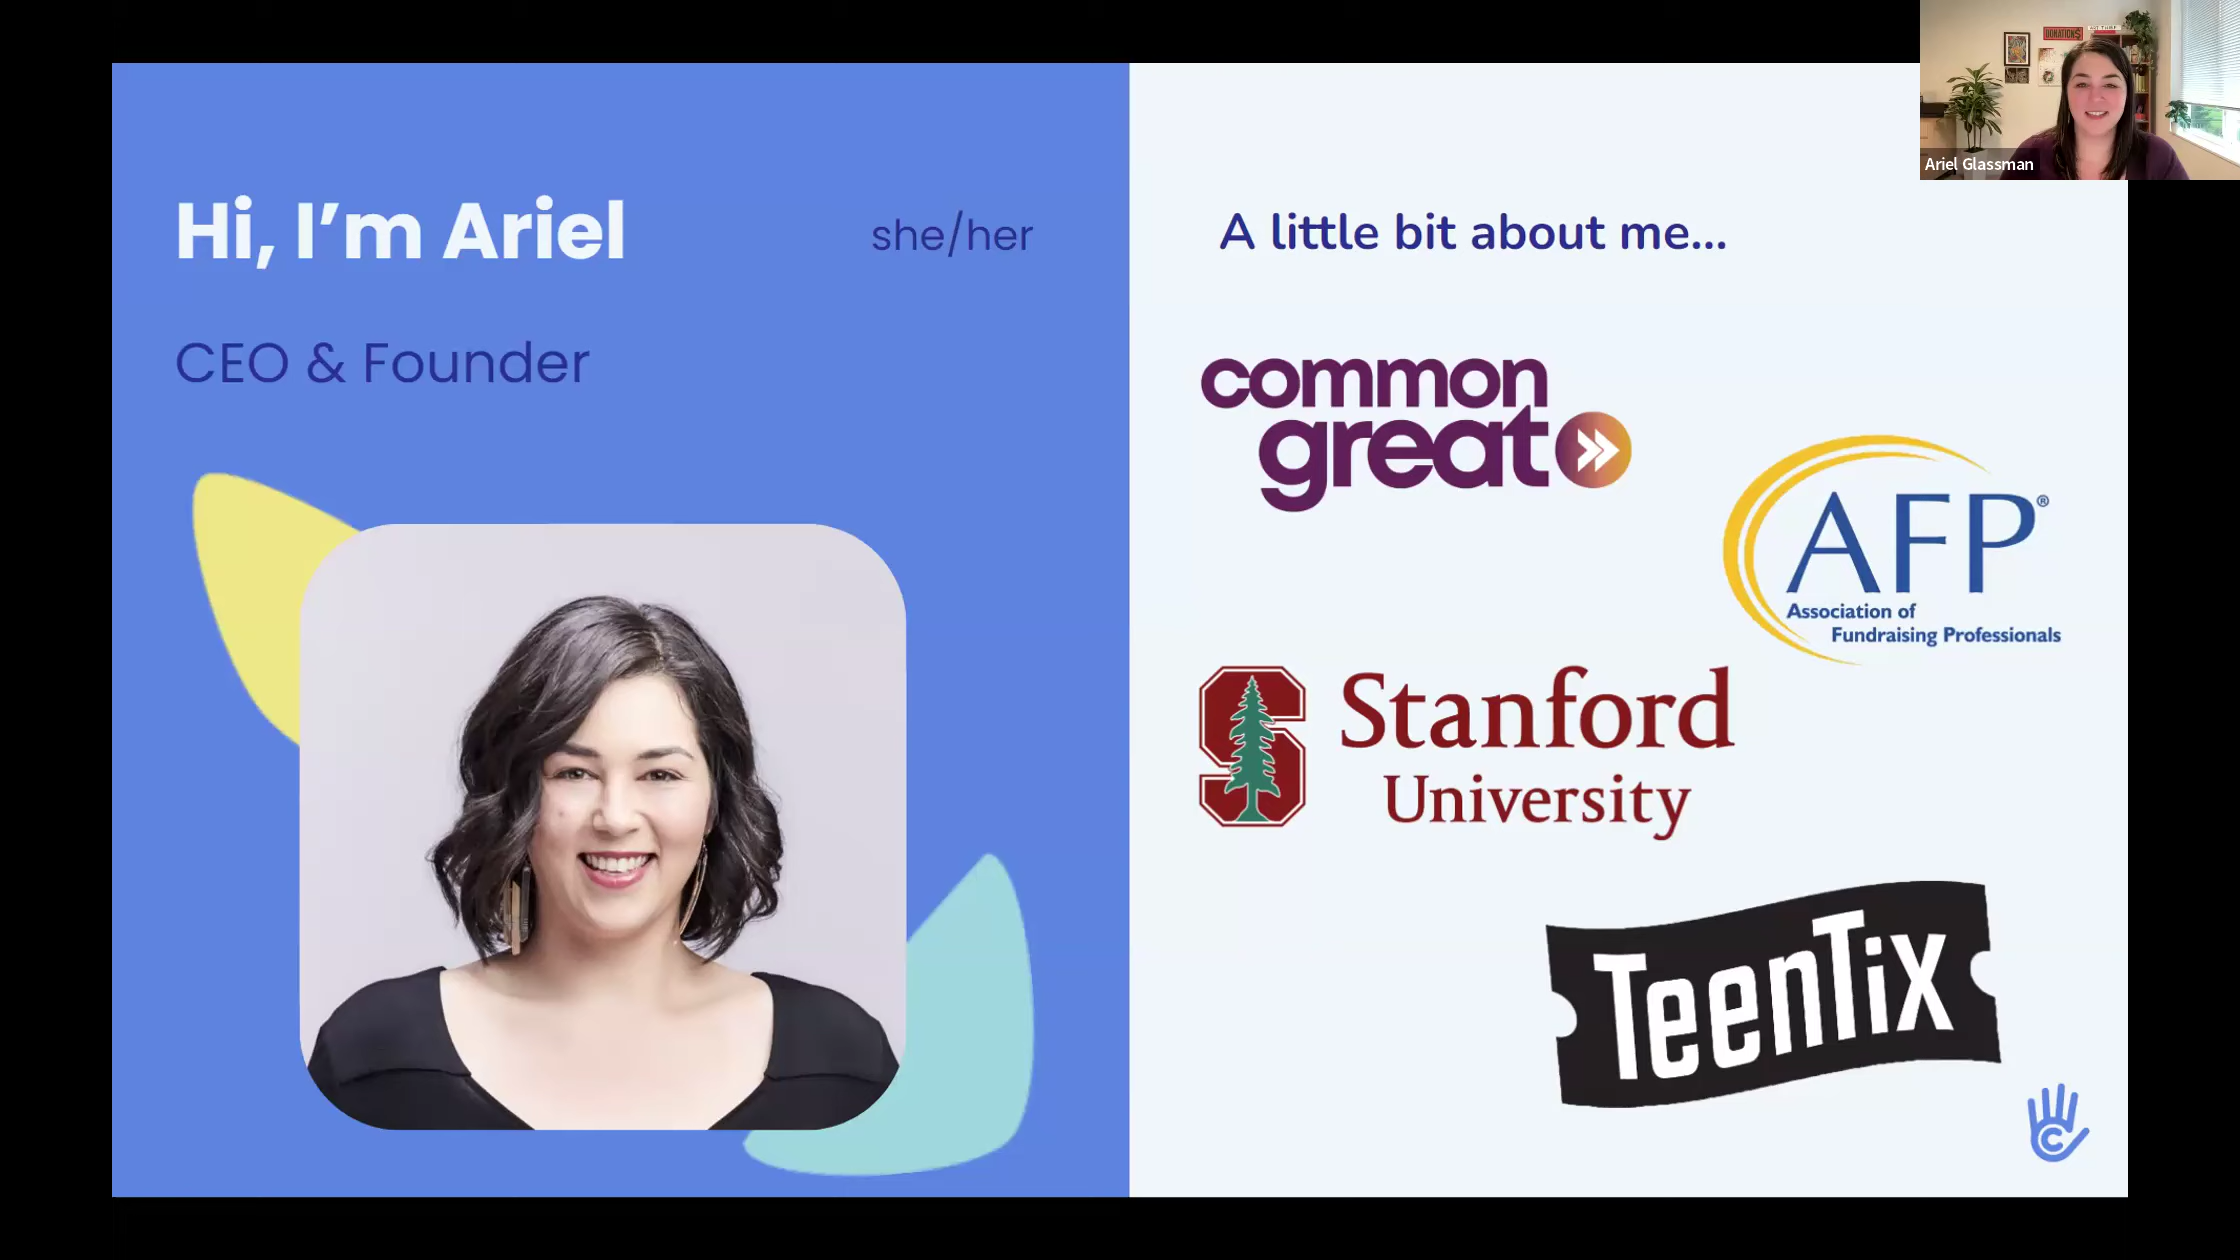 Hi, I’m Ariel
she/her
CEO & Founder
A little bit about me...
common
great
AFP®
Association of
Fundraising Professionals
Stanford
University
TeenTix
C
DONATIONS
Ariel Glassman